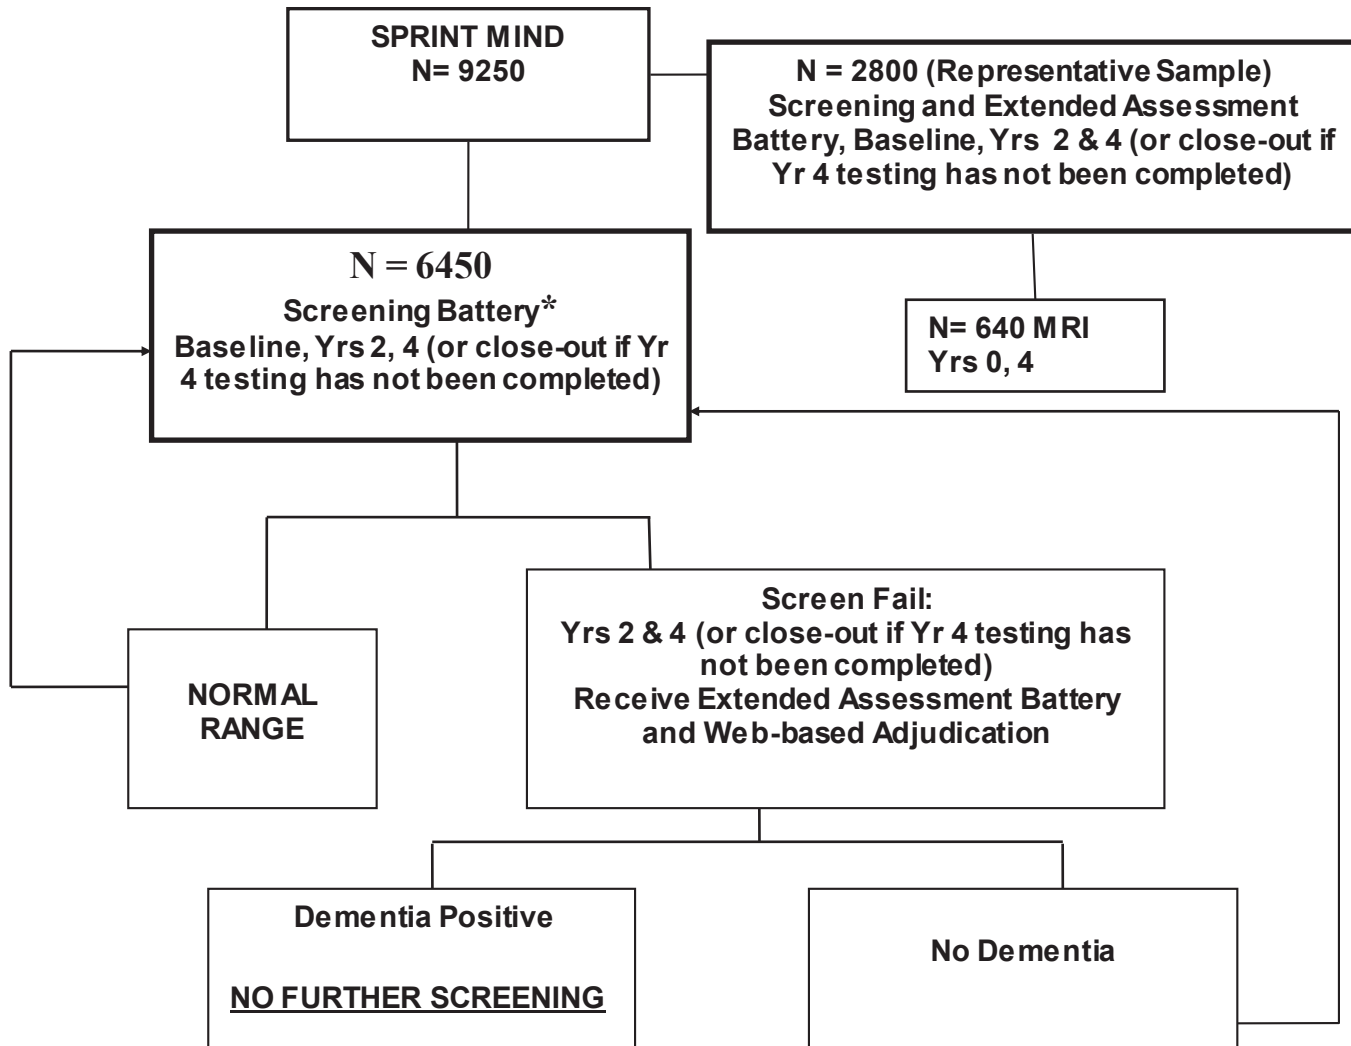 SPRINT MIND
N= 9250
N = 2800 (Representative Sample)
Screening and Extended Assessment
Battery, Baseline, Yrs 2 & 4 (or close-out if
Yr 4 testing has not been completed)
N = 6450
Screening Battery*
Baseline, Yrs 2, 4 (or close-out if Yr
4 testing has not been completed)
N= 640 MRI
Yrs 0, 4
NORMAL
RANGE
Screen Fail:
Yrs 2 & 4 (or close-out if Yr 4 testing has
not been completed)
Receive Extended Assessment Battery
and Web-based Adjudication
Dementia Positive
NO FURTHER SCREENING
No Dementia